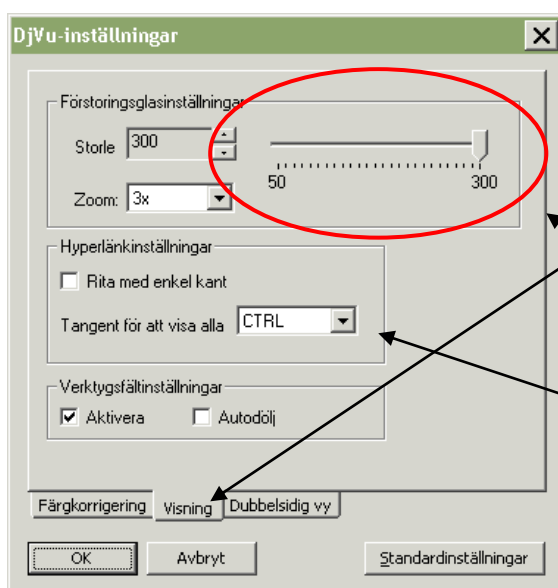 DjVu-inställningar
Förstoringsglasinställningar
Storle 300
50 300
Zoom: 3x
Hyperlänkinställningar
Rita med enkel kant
Tangent för att visa alla CTRL
Verktygsfältinställningar
Aktivera Autodölj
Färgkorrigering Visning Dubbelsidig vy
OK Avbryt Standardinställningar